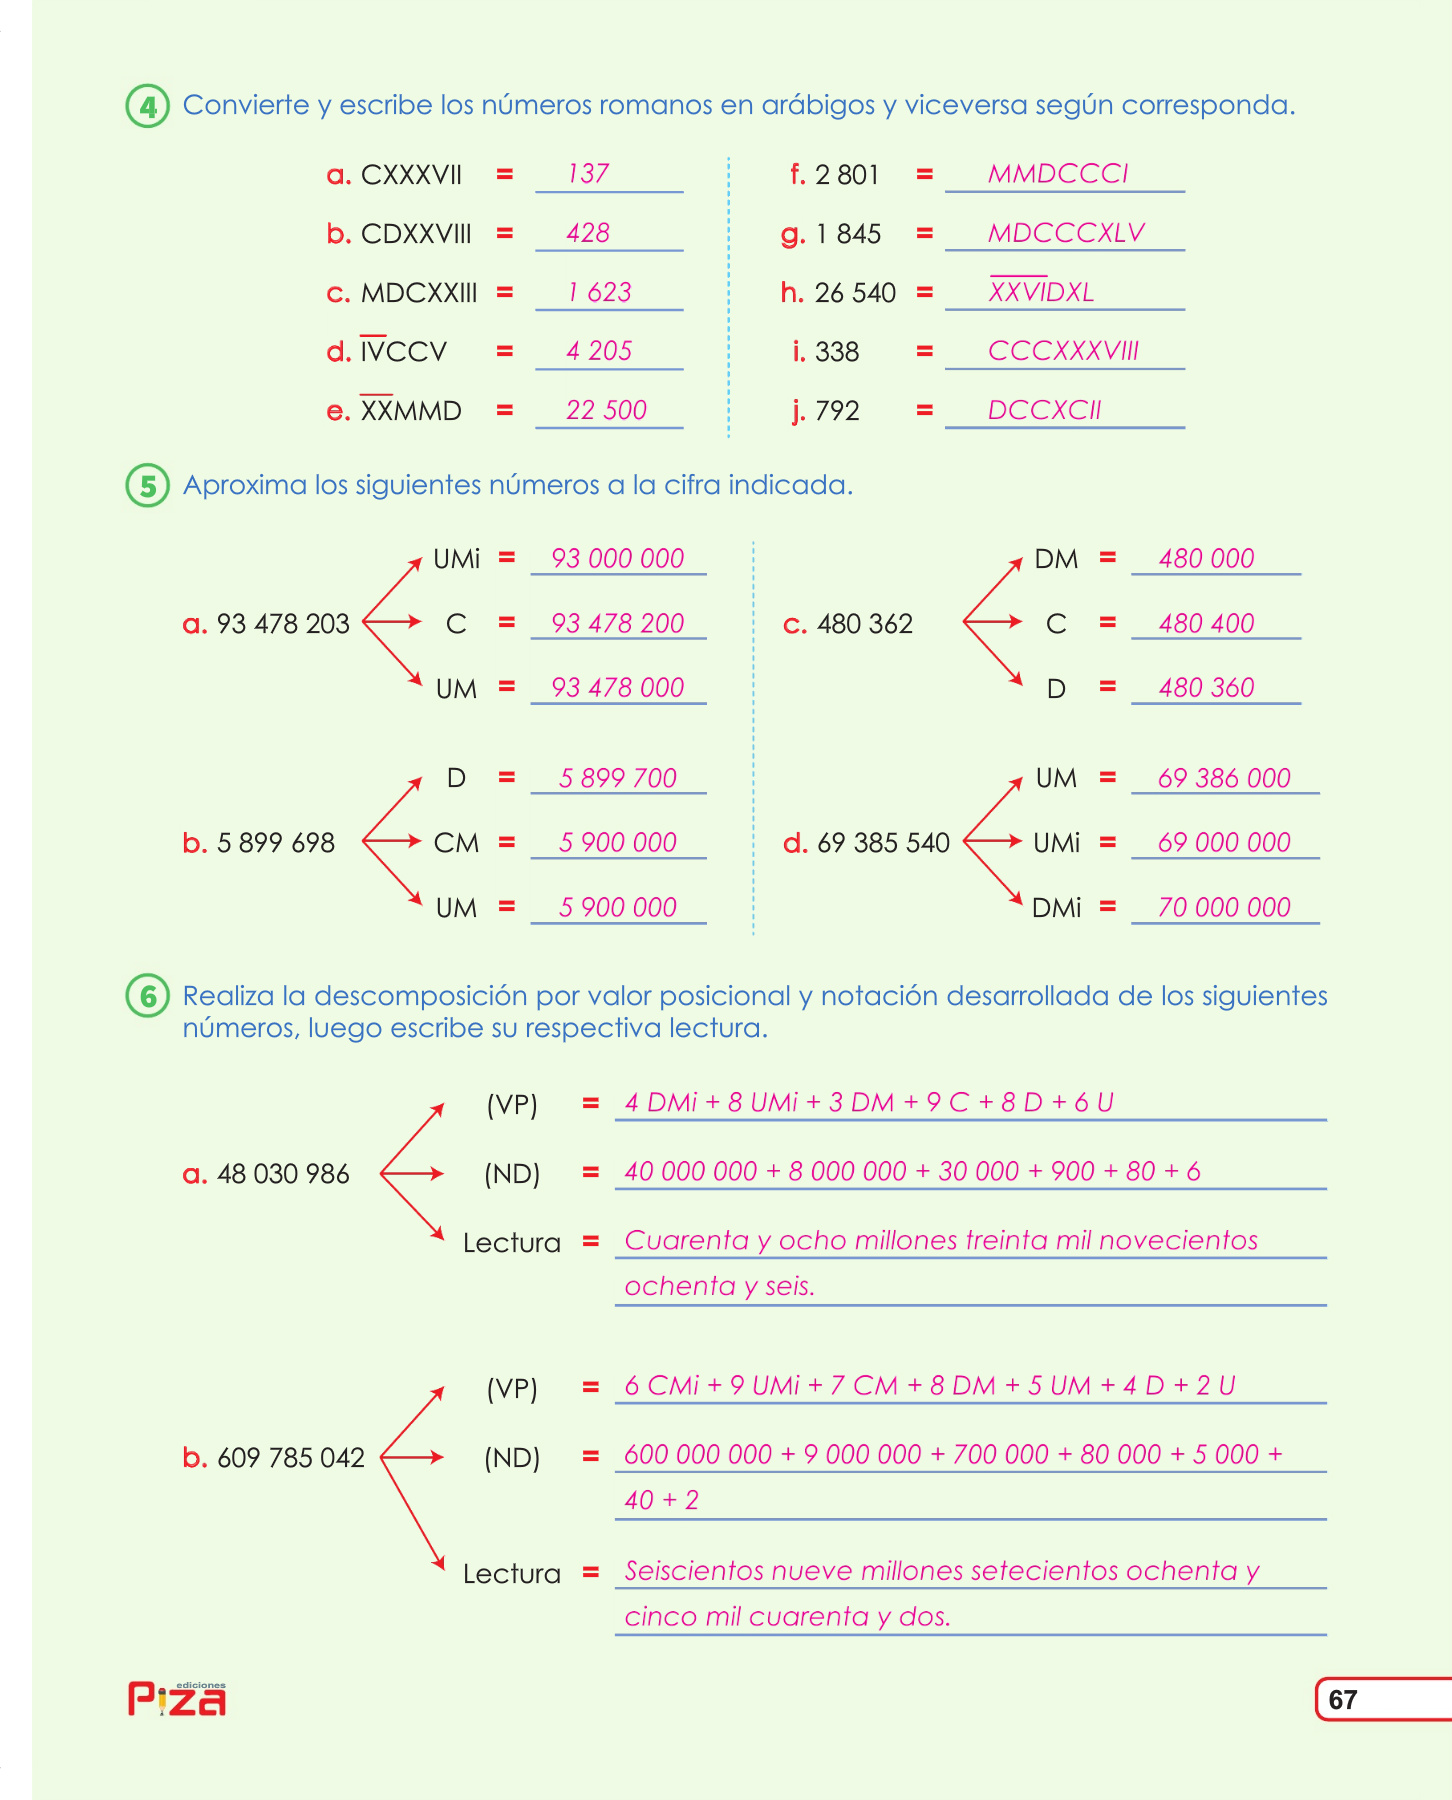 4 Convierte y escribe los números romanos en arábigos y viceversa según corresponda.
a. CXXXVII = 137
b. CDXXVIII = 428
c. MDCXXIII = 1 623
d. I̅V̅CCV = 4 205
e. X̅X̅MMD = 22 500
f. 2 801 = MMDCCCI
g. 1 845 = MDCCCXLV
h. 26 540 = X̅X̅V̅I̅DXL
i. 338 = CCCXXXVIII
j. 792 = DCCXCII
5 Aproxima los siguientes números a la cifra indicada.
a. 93 478 203
UMi = 93 000 000
C = 93 478 200
UM = 93 478 000
b. 5 899 698
D = 5 899 700
CM = 5 900 000
UM = 5 900 000
c. 480 362
DM = 480 000
C = 480 400
D = 480 360
d. 69 385 540
UM = 69 386 000
UMi = 69 000 000
DMi = 70 000 000
6 Realiza la descomposición por valor posicional y notación desarrollada de los siguientes
números, luego escribe su respectiva lectura.
a. 48 030 986
(VP) = 4 DMi + 8 UMi + 3 DM + 9 C + 8 D + 6 U
(ND) = 40 000 000 + 8 000 000 + 30 000 + 900 + 80 + 6
Lectura = Cuarenta y ocho millones treinta mil novecientos
ochenta y seis.
b. 609 785 042
(VP) = 6 CMi + 9 UMi + 7 CM + 8 DM + 5 UM + 4 D + 2 U
(ND) = 600 000 000 + 9 000 000 + 700 000 + 80 000 + 5 000 +
40 + 2
Lectura = Seiscientos nueve millones setecientos ochenta y
cinco mil cuarenta y dos.
ediciones
Piza
67